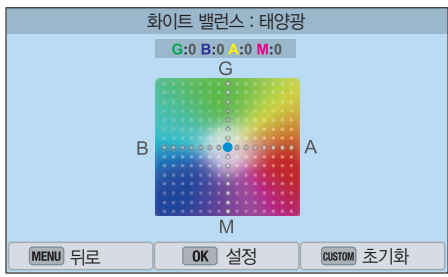 화이트 밸런스 : 태양광
G:0 B:0 A:0 M:0
G
B A
M
MENU 뒤로 OK 설정 CUSTOM 초기화